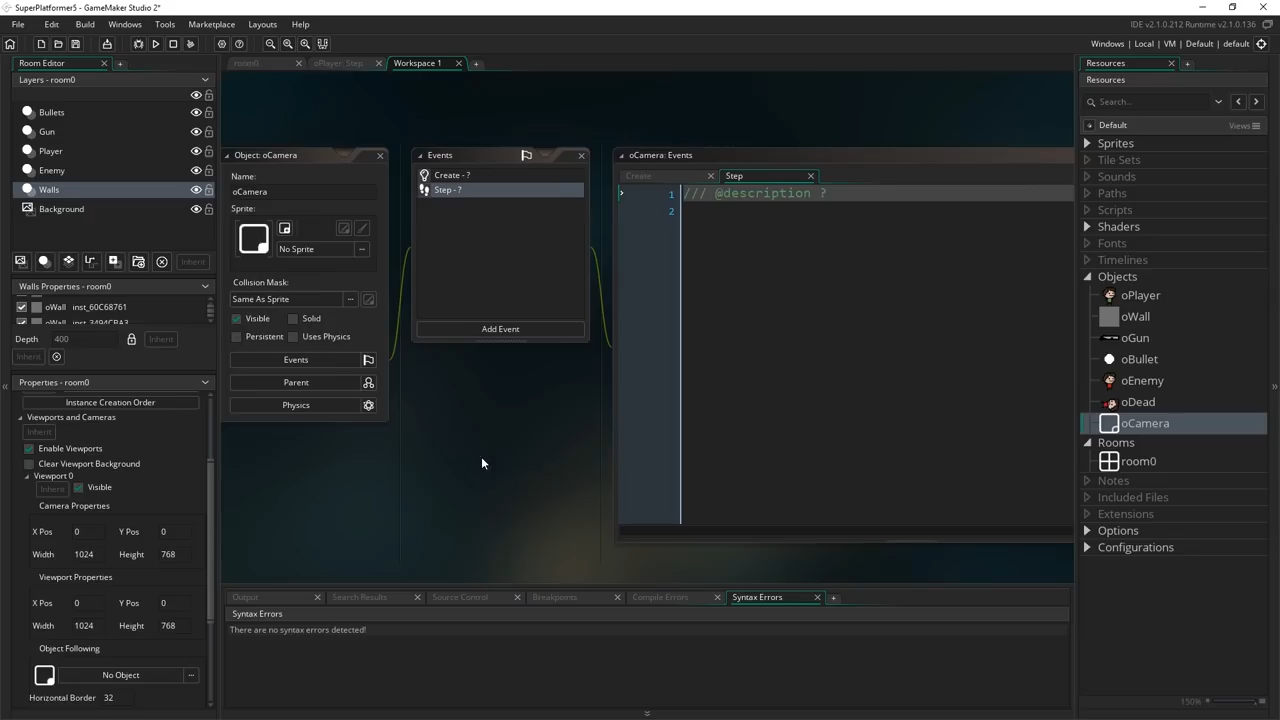 SuperPlatformer5 - GameMaker Studio 2*
File Edit Build Windows Tools Marketplace Layouts Help
IDE v2.1.0.212 Runtime v2.1.0.136
Windows | Local | VM | Default | default
Room Editor
Layers - room0
Bullets
Gun
Player
Enemy
Walls
Background
Inherit
Walls Properties - room0
oWall inst_60C68761
oWall inst_3494CBA3
Depth 400 Inherit
Inherit
Properties - room0
Instance Creation Order
Viewports and Cameras
Inherit
Enable Viewports
Clear Viewport Background
Viewport 0
Inherit Visible
Camera Properties
X Pos 0 Y Pos 0
Width 1024 Height 768
Viewport Properties
X Pos 0 Y Pos 0
Width 1024 Height 768
Object Following
No Object ...
Horizontal Border 32
room0 oPlayer: Step Workspace 1
Object: oCamera
Name:
oCamera
Sprite:
No Sprite ...
Collision Mask:
Same As Sprite ...
Visible Solid
Persistent Uses Physics
Events
Parent
Physics
Events
Create - ?
Step - ?
Add Event
oCamera: Events
Create Step
1 /// @description ?
2
Output Search Results Source Control Breakpoints Compile Errors Syntax Errors
Syntax Errors
There are no syntax errors detected!
Resources
Resources
Search...
Default Views
Sprites
Tile Sets
Sounds
Paths
Scripts
Shaders
Fonts
Timelines
Objects
oPlayer
oWall
oGun
oBullet
oEnemy
oDead
oCamera
Rooms
room0
Notes
Included Files
Extensions
Options
Configurations
150%